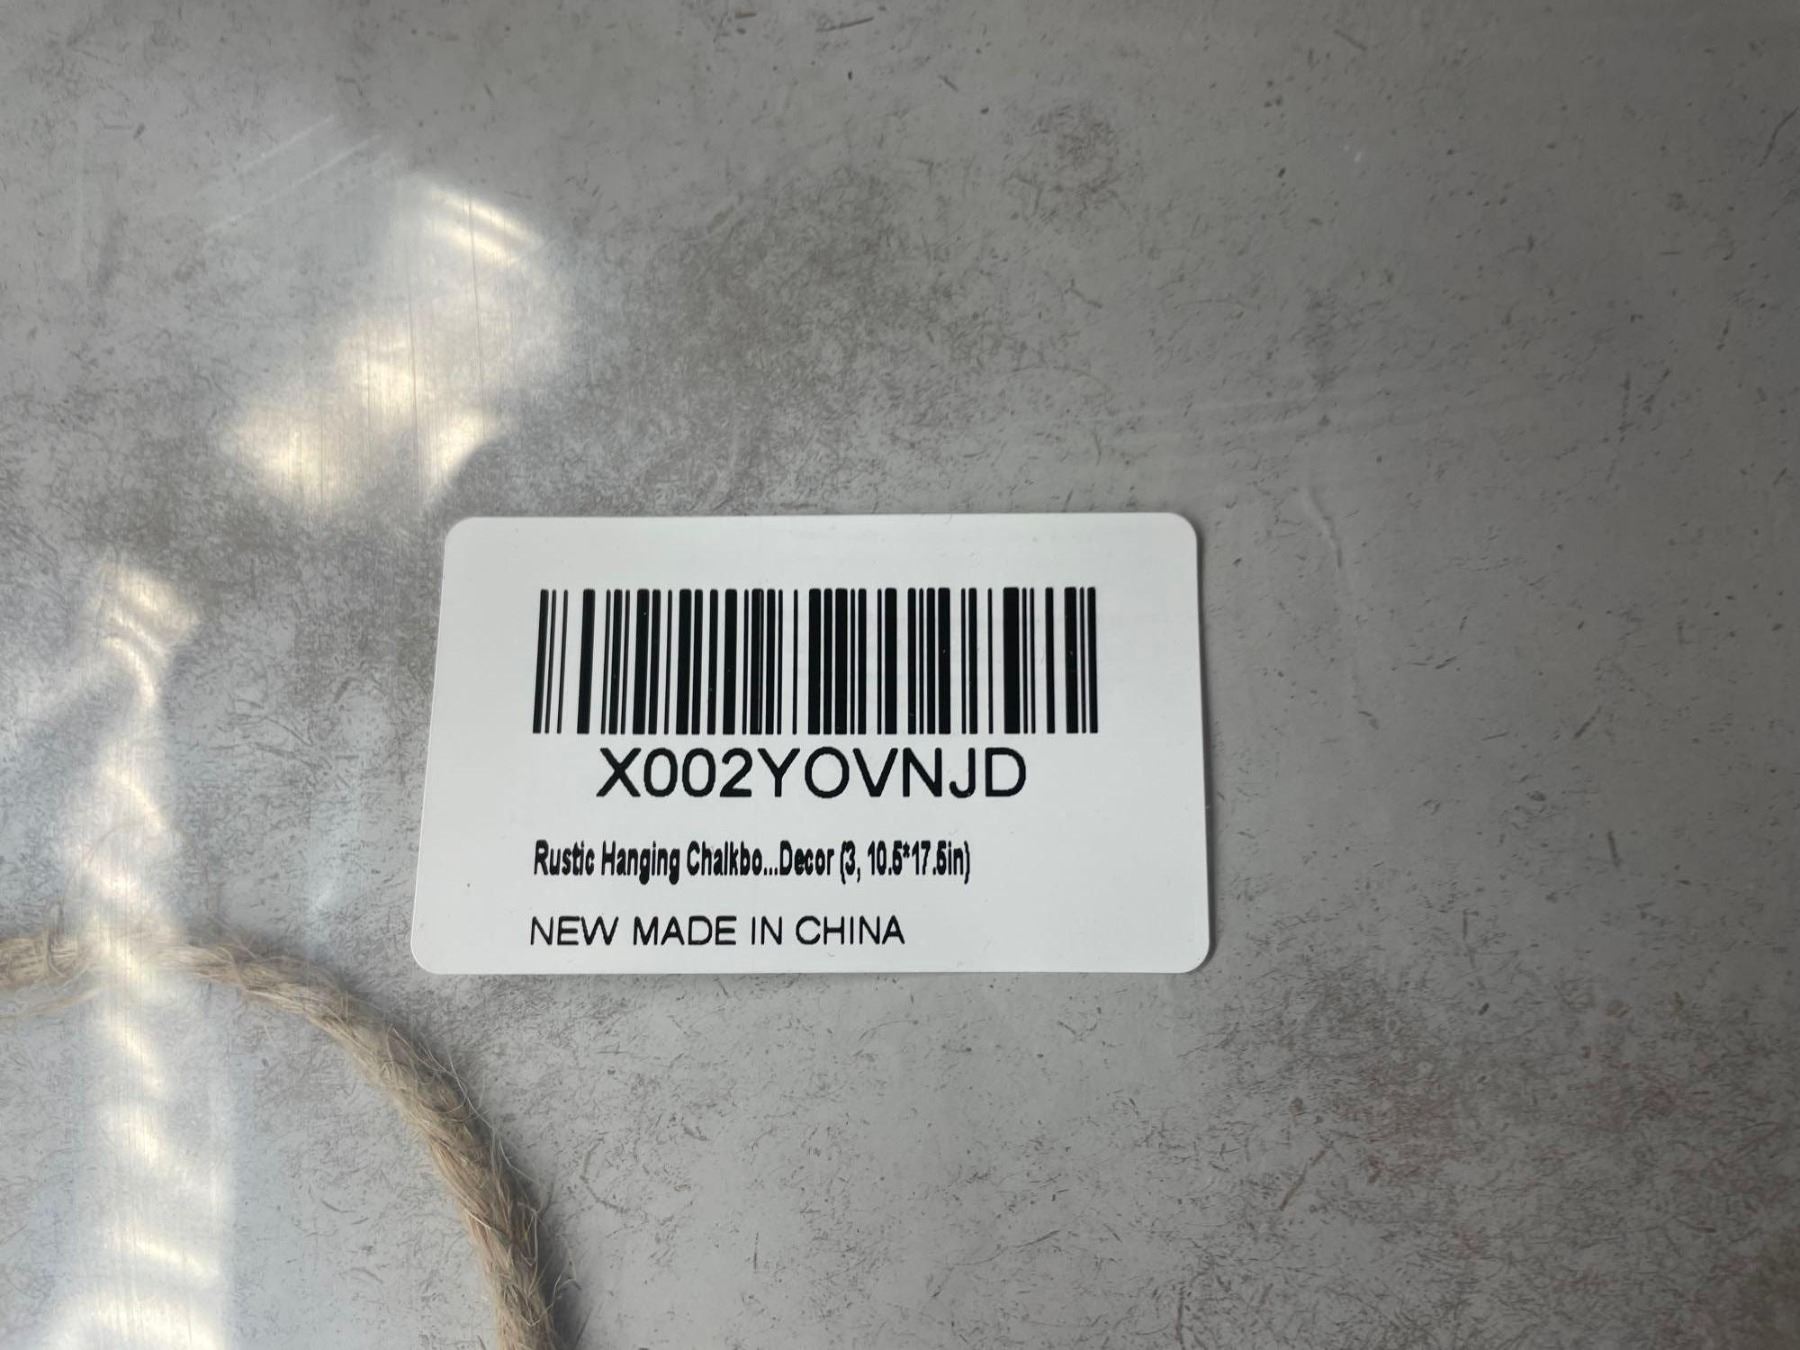 X002YOVNJD
Rustic Hanging Chalkbo...Decor (3, 10.5*17.5in)
NEW MADE IN CHINA